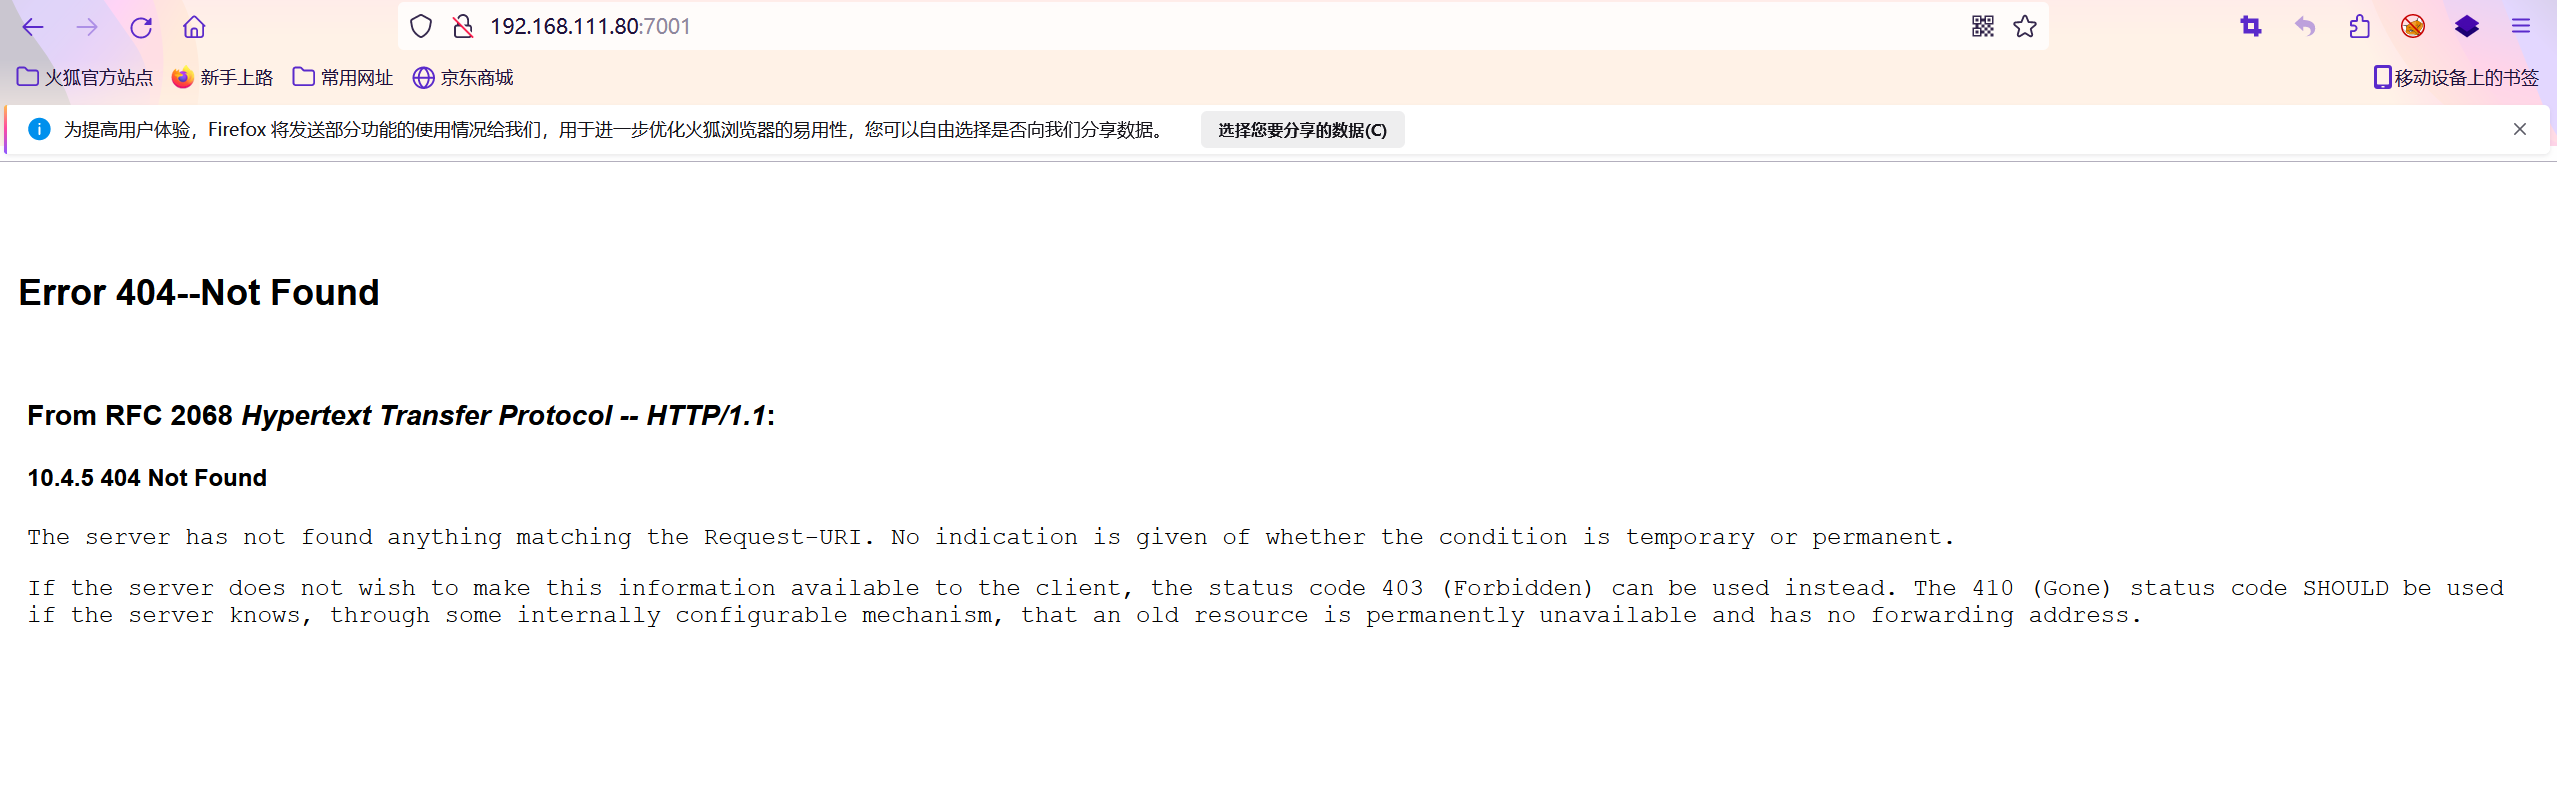 192.168.111.80:7001
火狐官方站点 新手上路 常用网址 京东商城 移动设备上的书签
为提高用户体验，Firefox 将发送部分功能的使用情况给我们，用于进一步优化火狐浏览器的易用性，您可以自由选择是否向我们分享数据。 选择您要分享的数据(C)
Error 404--Not Found
From RFC 2068 Hypertext Transfer Protocol -- HTTP/1.1:
10.4.5 404 Not Found
The server has not found anything matching the Request-URI. No indication is given of whether the condition is temporary or permanent.
If the server does not wish to make this information available to the client, the status code 403 (Forbidden) can be used instead. The 410 (Gone) status code SHOULD be used
if the server knows, through some internally configurable mechanism, that an old resource is permanently unavailable and has no forwarding address.